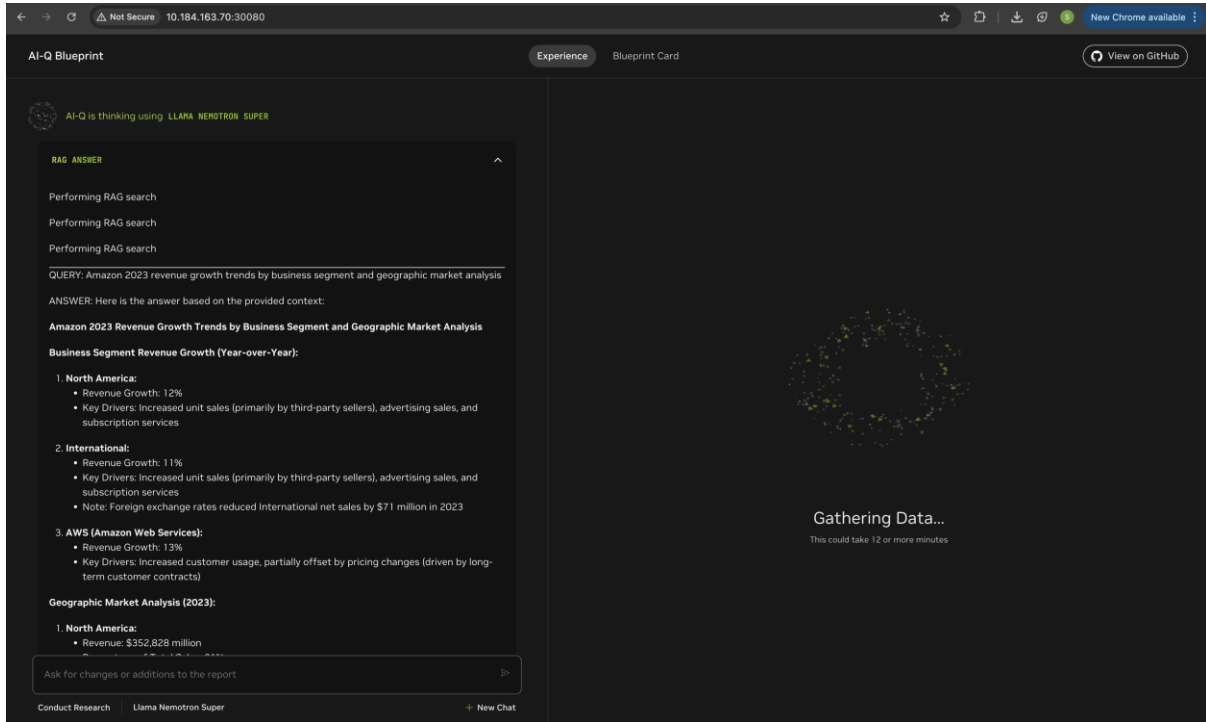 Not Secure 10.184.163.70:30080
S
New Chrome available
AI-Q Blueprint
Experience
Blueprint Card
View on GitHub
AI-Q is thinking using LLAMA NEMOTRON SUPER
RAG ANSWER
Performing RAG search
Performing RAG search
Performing RAG search
QUERY: Amazon 2023 revenue growth trends by business segment and geographic market analysis
ANSWER: Here is the answer based on the provided context:
Amazon 2023 Revenue Growth Trends by Business Segment and Geographic Market Analysis
Business Segment Revenue Growth (Year-over-Year):
1. North America:
• Revenue Growth: 12%
• Key Drivers: Increased unit sales (primarily by third-party sellers), advertising sales, and
subscription services
2. International:
• Revenue Growth: 11%
• Key Drivers: Increased unit sales (primarily by third-party sellers), advertising sales, and
subscription services
• Note: Foreign exchange rates reduced International net sales by $71 million in 2023
3. AWS (Amazon Web Services):
• Revenue Growth: 13%
• Key Drivers: Increased customer usage, partially offset by pricing changes (driven by long-
term customer contracts)
Geographic Market Analysis (2023):
1. North America:
• Revenue: $352,828 million
Ask for changes or additions to the report
Conduct Research
Llama Nemotron Super
+ New Chat
Gathering Data...
This could take 12 or more minutes